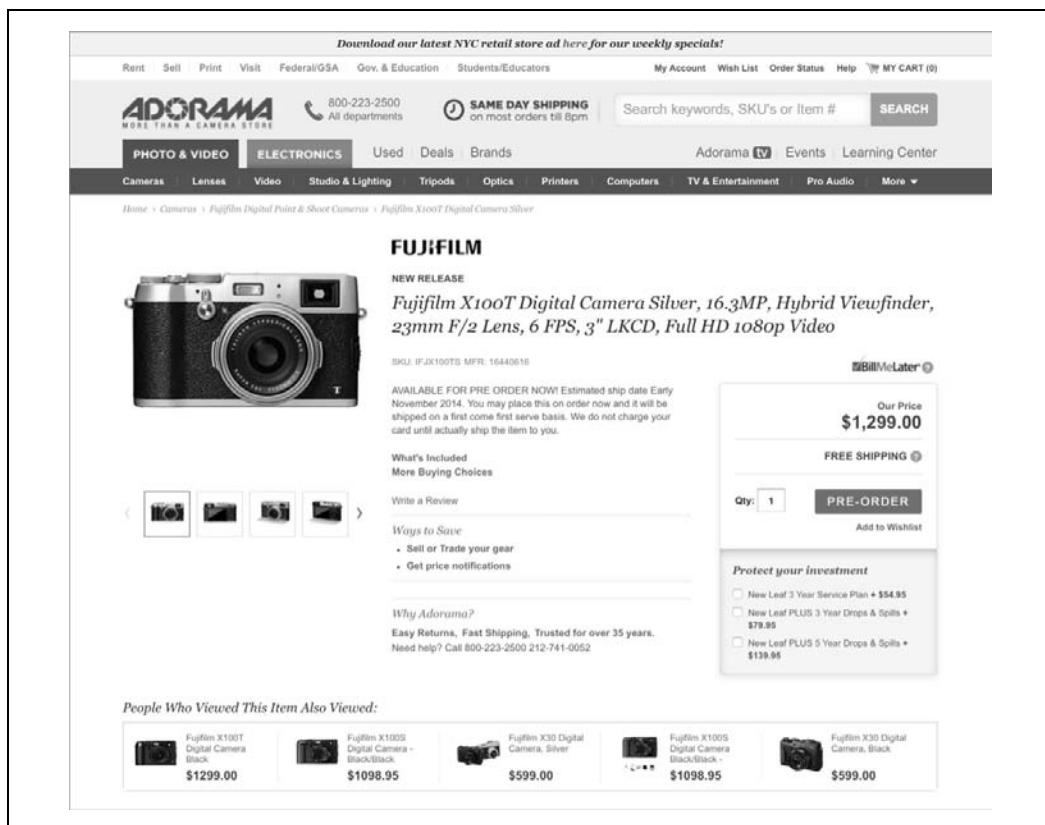 Download our latest NYC retail store ad here for our weekly specials!
Rent Sell Print Visit Federal/GSA Gov. & Education Students/Educators My Account Wish List Order Status Help MY CART (0)
ADORAMA
MORE THAN A CAMERA STORE
800-223-2500
All departments
SAME DAY SHIPPING
on most orders till 8pm
Search keywords, SKU's or Item #
SEARCH
PHOTO & VIDEO ELECTRONICS Used Deals Brands Adorama tv Events Learning Center
Cameras Lenses Video Studio & Lighting Tripods Optics Printers Computers TV & Entertainment Pro Audio More
Home › Cameras › Fujifilm Digital Point & Shoot Cameras › Fujifilm X100T Digital Camera Silver
FUJIFILM
NEW RELEASE
Fujifilm X100T Digital Camera Silver, 16.3MP, Hybrid Viewfinder,
23mm F/2 Lens, 6 FPS, 3" LKCD, Full HD 1080p Video
SKU: IFJX100TS MFR: 16440616
AVAILABLE FOR PRE ORDER NOW! Estimated ship date Early
November 2014. You may place this on order now and it will be
shipped on a first come first serve basis. We do not charge your
card until actually ship the item to you.
What's Included
More Buying Choices
Write a Review
Ways to Save
• Sell or Trade your gear
• Get price notifications
Why Adorama?
Easy Returns, Fast Shipping, Trusted for over 35 years.
Need help? Call 800-223-2500 212-741-0052
T
BillMeLater ?
Our Price
$1,299.00
FREE SHIPPING ?
Qty: 1 PRE-ORDER
Add to Wishlist
Protect your investment
New Leaf 3 Year Service Plan + $54.95
New Leaf PLUS 3 Year Drops & Spills +
$79.95
New Leaf PLUS 5 Year Drops & Spills +
$139.95
People Who Viewed This Item Also Viewed:
Fujifilm X100T
Digital Camera
Black
$1299.00
Fujifilm X100S
Digital Camera -
Black/Black
$1098.95
Fujifilm X30 Digital
Camera, Silver
$599.00
Fujifilm X100S
Digital Camera
Black/Black -
$1098.95
Fujifilm X30 Digital
Camera, Black
$599.00